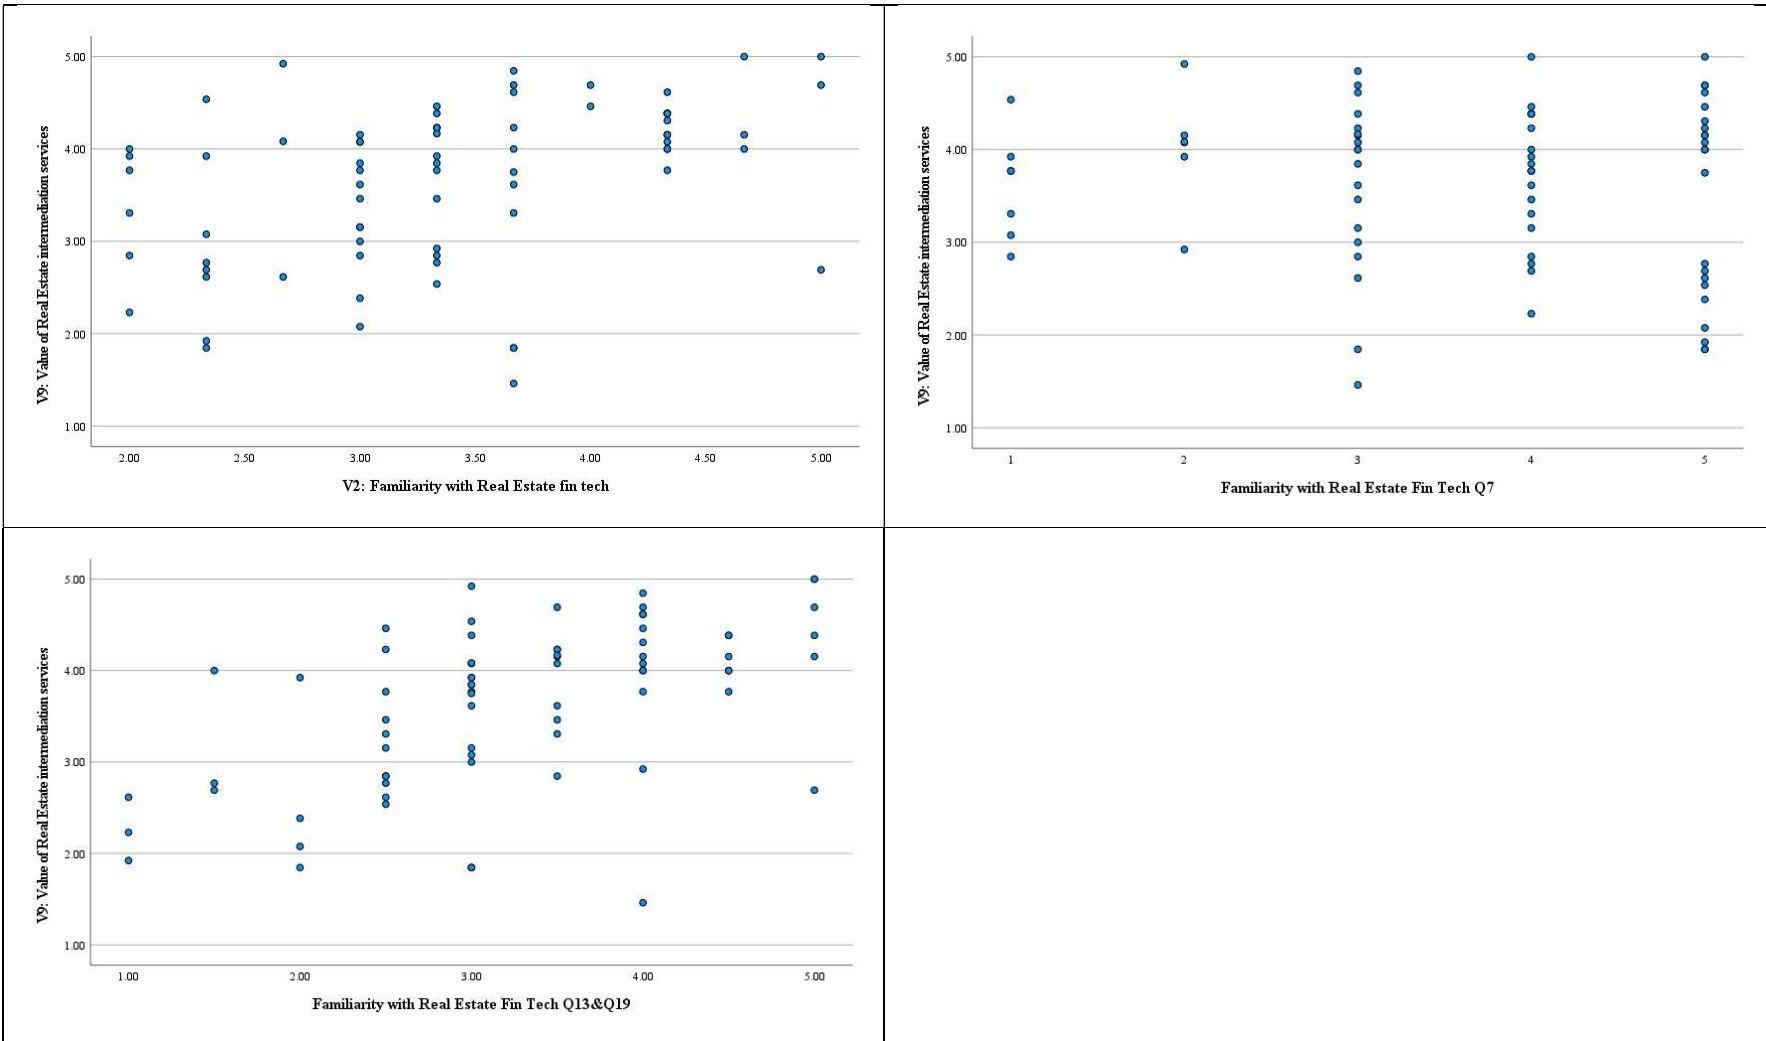 V9: Value of Real Estate intermediation services
5.00
4.00
3.00
2.00
1.00
2.00 2.50 3.00 3.50 4.00 4.50 5.00
V2: Familiarity with Real Estate fin tech
V9: Value of Real Estate intermediation services
5.00
4.00
3.00
2.00
1.00
1 2 3 4 5
Familiarity with Real Estate Fin Tech Q7
V9: Value of Real Estate intermediation services
5.00
4.00
3.00
2.00
1.00
1.00 2.00 3.00 4.00 5.00
Familiarity with Real Estate Fin Tech Q13&Q19